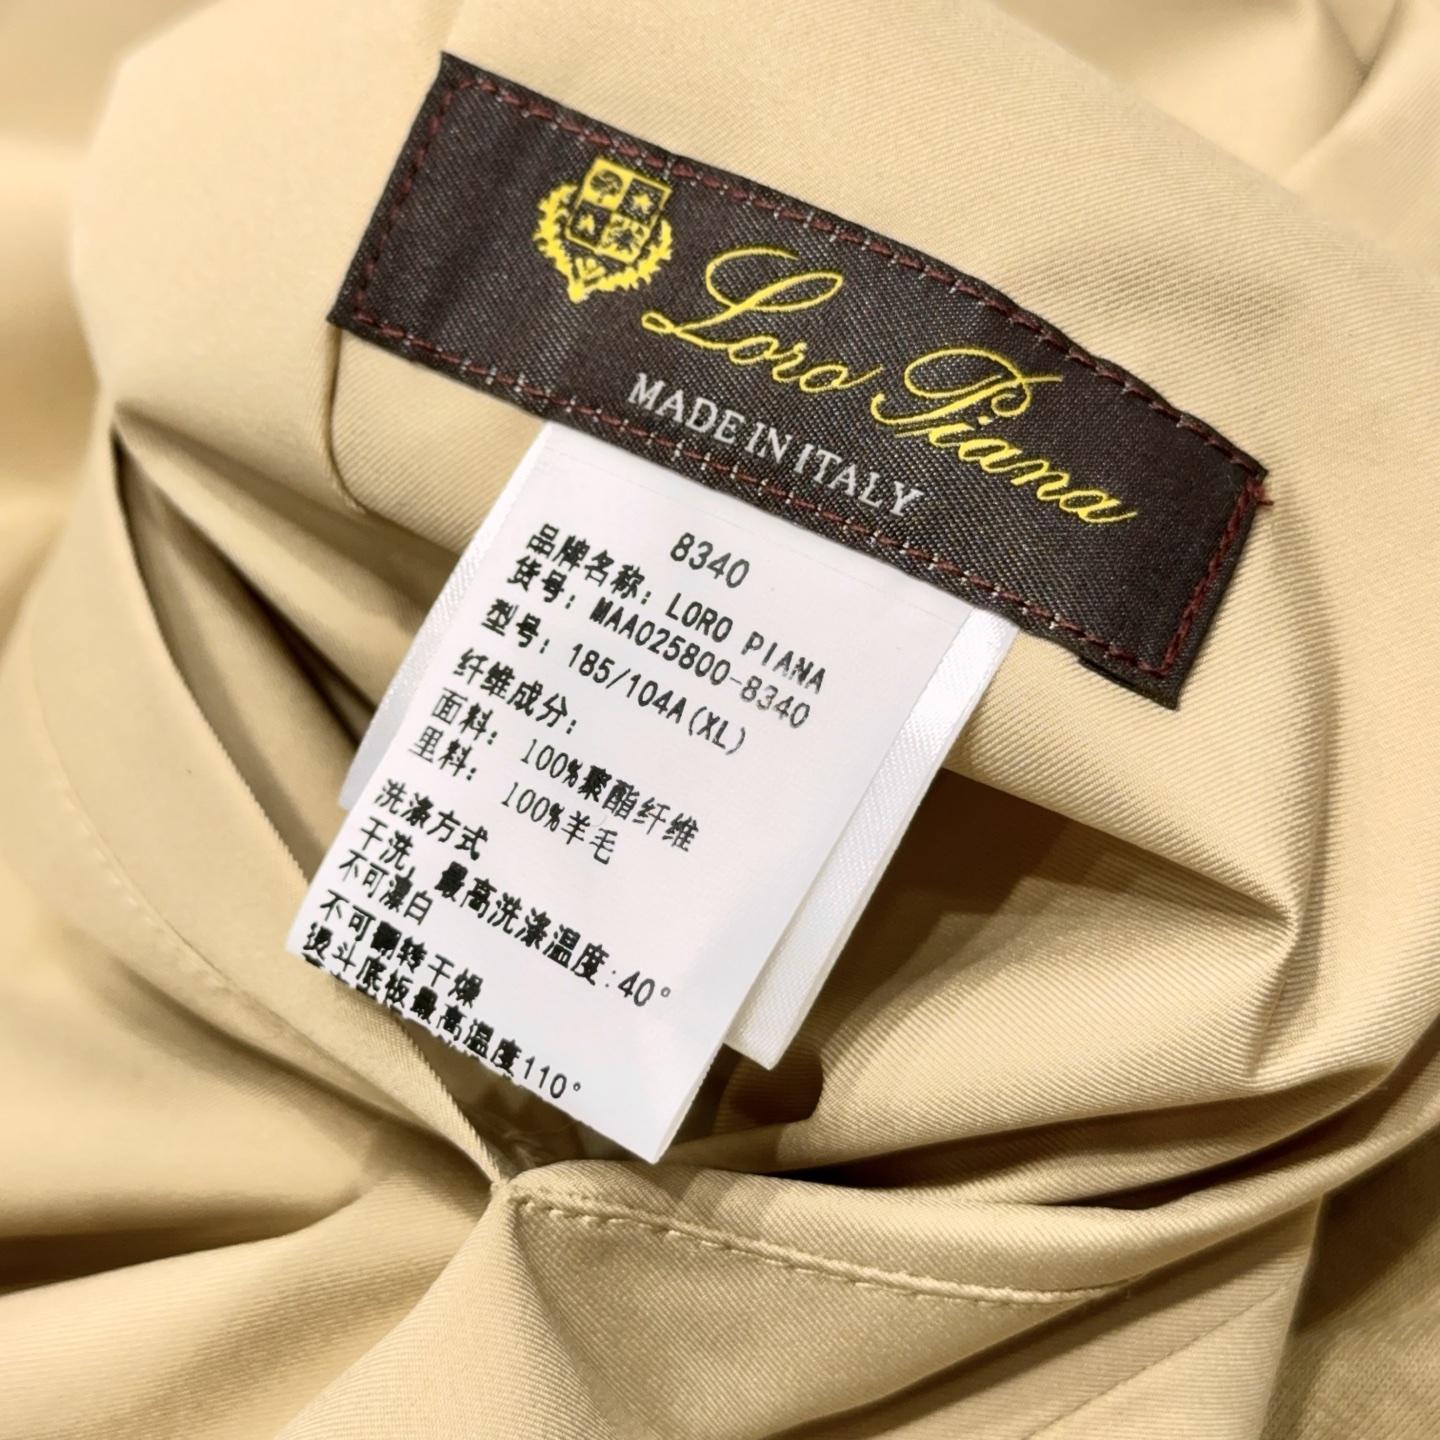 Loro Piana
MADE IN ITALY
8340
品牌名称: LORO PIANA
货号: MAA025800-8340
型号: 185/104A(XL)
纤维成分:
面料: 100%聚酯纤维
里料: 100%羊毛
洗涤方式
干洗, 最高洗涤温度:40°
不可漂白
不可翻转干燥
熨斗底板最高温度110°